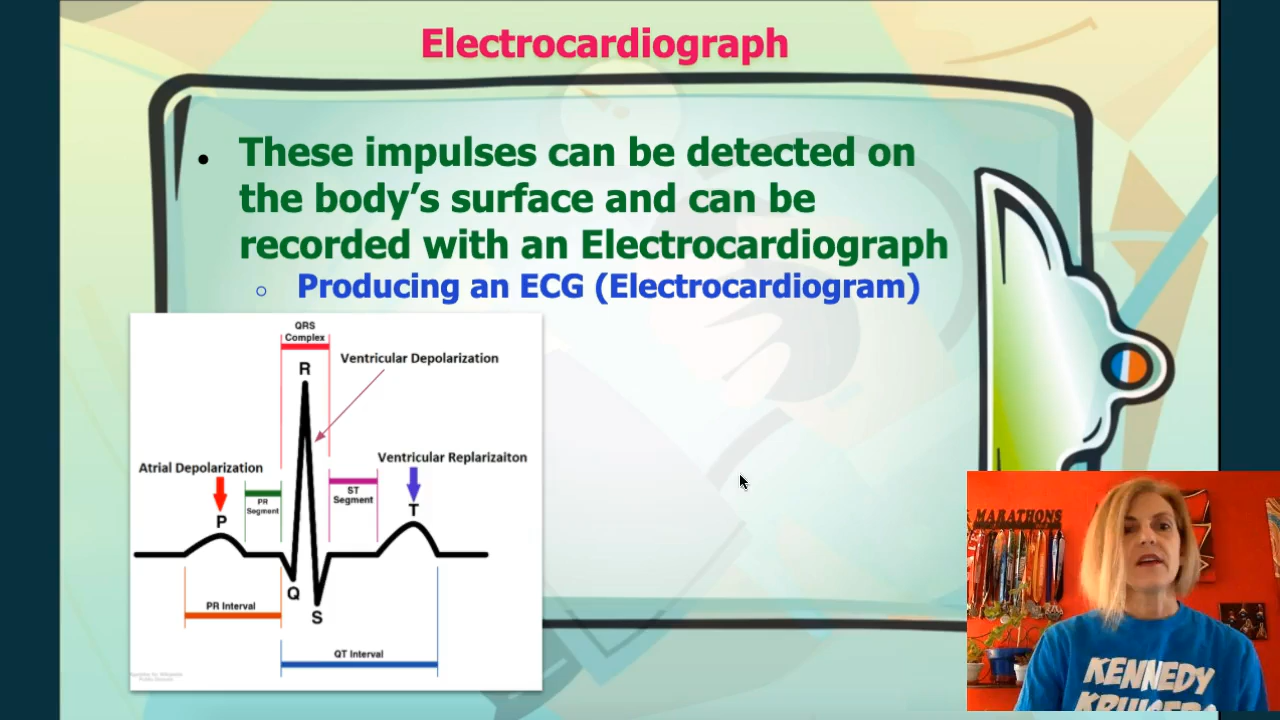 Electrocardiograph
• These impulses can be detected on
the body’s surface and can be
recorded with an Electrocardiograph
○ Producing an ECG (Electrocardiogram)
QRS
Complex
R
Ventricular Depolarization
Atrial Depolarization
Ventricular Replarizaiton
PR
Segment
ST
Segment
P
T
Q
S
PR Interval
QT Interval
MARATHONS
KENNEDY